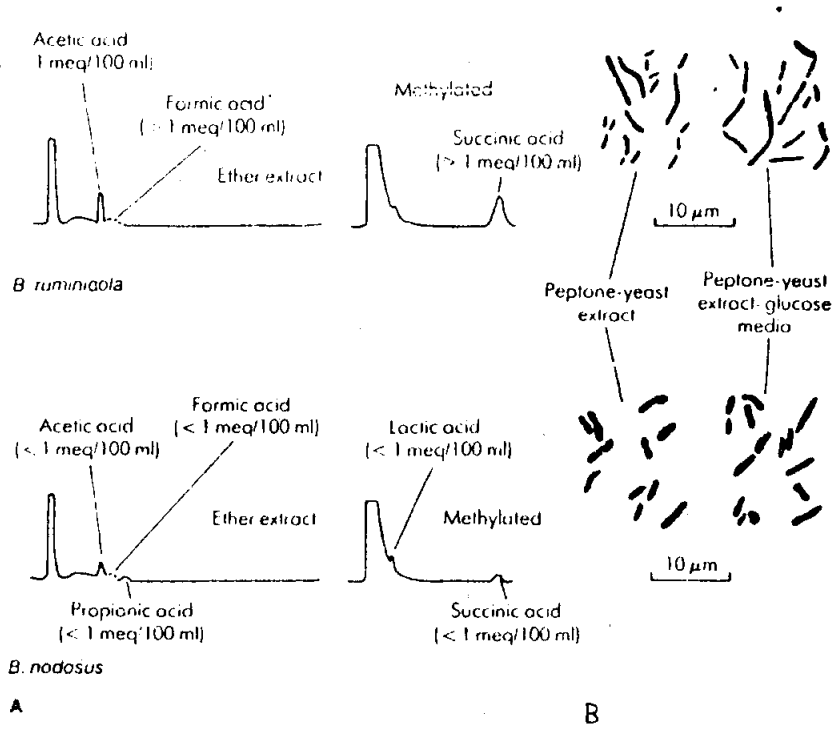 Acetic acid
1 meq/100 ml)
Formic acid
(> 1 meq/100 ml)
Ether extract
Methylated
Succinic acid
(> 1 meq/100 ml)
10 µm
B ruminiaola
Peptone-yeast
extract
Peptone-yeast
extract-glucose
media
Acetic acid
(< 1 meq/100 ml)
Formic acid
(< 1 meq/100 ml)
Ether extract
Propionic acid
(< 1 meq/100 ml)
Lactic acid
(< 1 meq/100 ml)
Methylated
Succinic acid
(< 1 meq/100 ml)
10 µm
B. nodosus
A
B